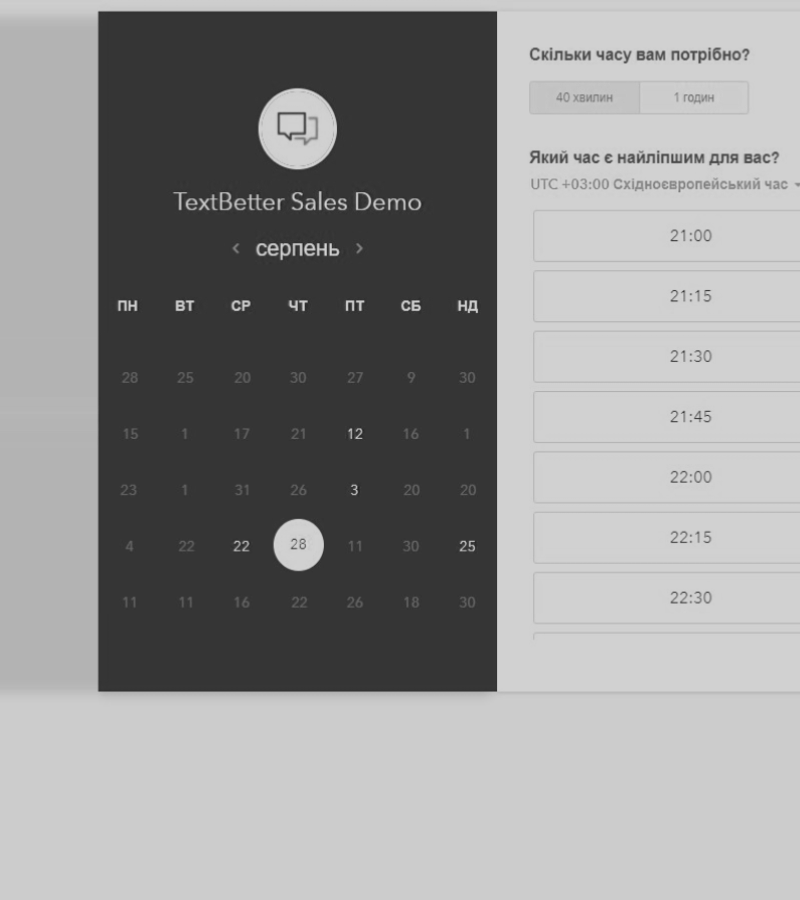 TextBetter Sales Demo
‹ серпень ›
ПН ВТ СР ЧТ ПТ СБ НД
28 25 20 30 27 9 30
15 1 17 21 12 16 1
23 1 31 26 3 20 20
4 22 22 28 11 30 25
11 11 16 22 26 18 30
Скільки часу вам потрібно?
40 хвилин 1 годин
Який час є найліпшим для вас?
UTC +03:00 Східноєвропейський час
21:00
21:15
21:30
21:45
22:00
22:15
22:30